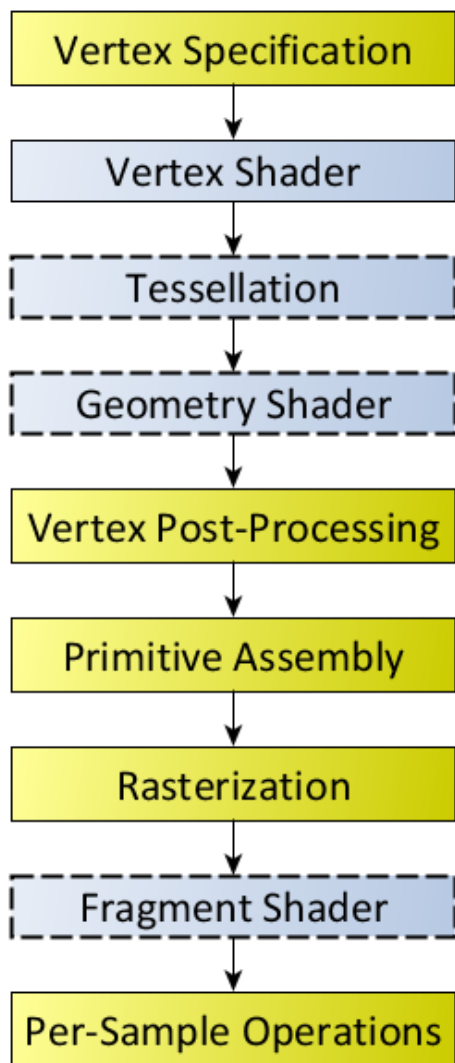 Vertex Specification
Vertex Shader
Tessellation
Geometry Shader
Vertex Post-Processing
Primitive Assembly
Rasterization
Fragment Shader
Per-Sample Operations